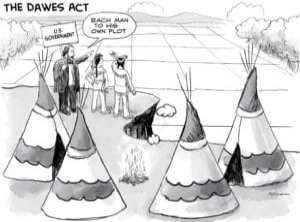 THE DAWES ACT
U.S.
GOVERNMENT
EACH MAN
TO HIS
OWN PLOT